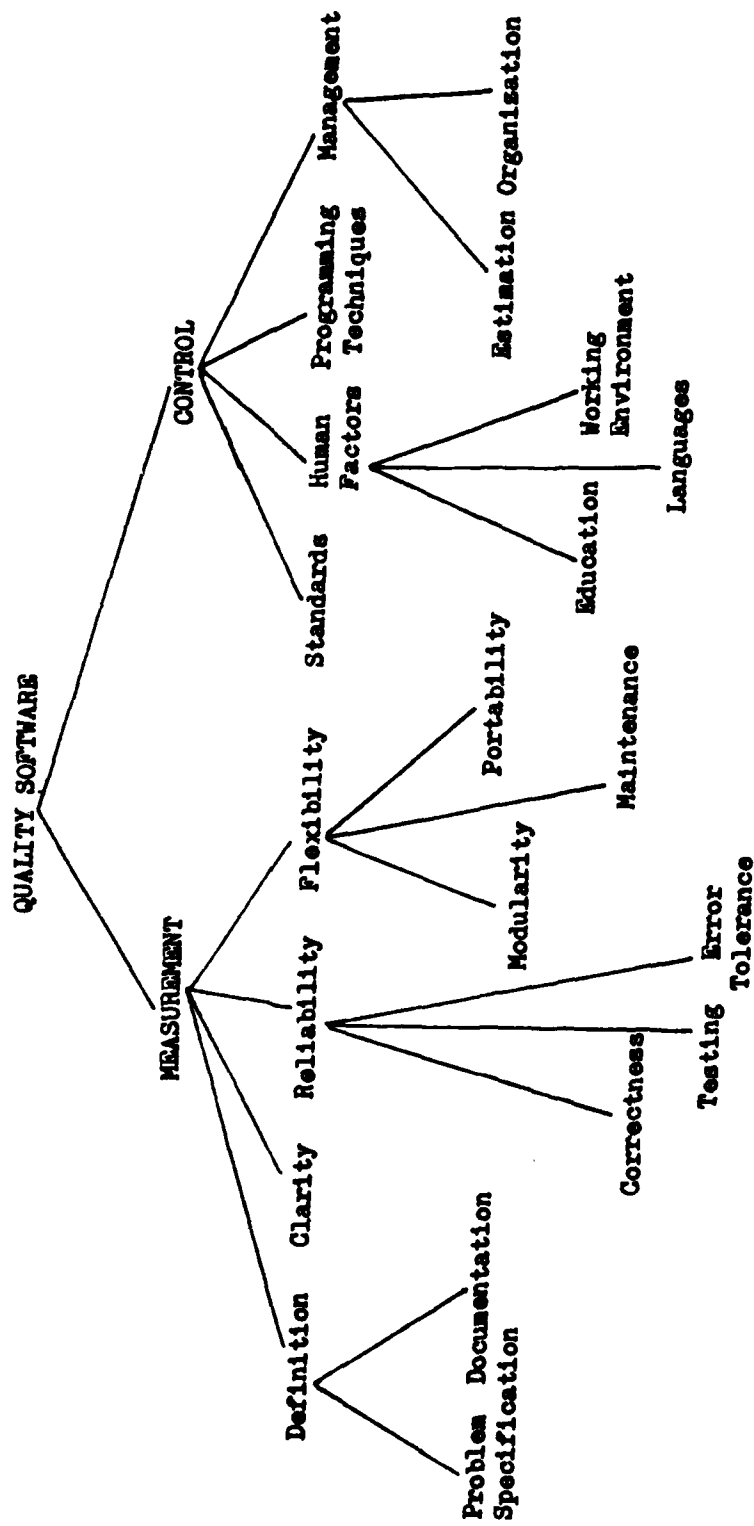 QUALITY SOFTWARE
MEASUREMENT
CONTROL
Definition
Clarity
Reliability
Flexibility
Standards
Human
Factors
Programming
Techniques
Management
Problem
Specification
Documentation
Correctness
Testing
Error
Tolerance
Modularity
Maintenance
Portability
Education
Languages
Working
Environment
Estimation
Organization